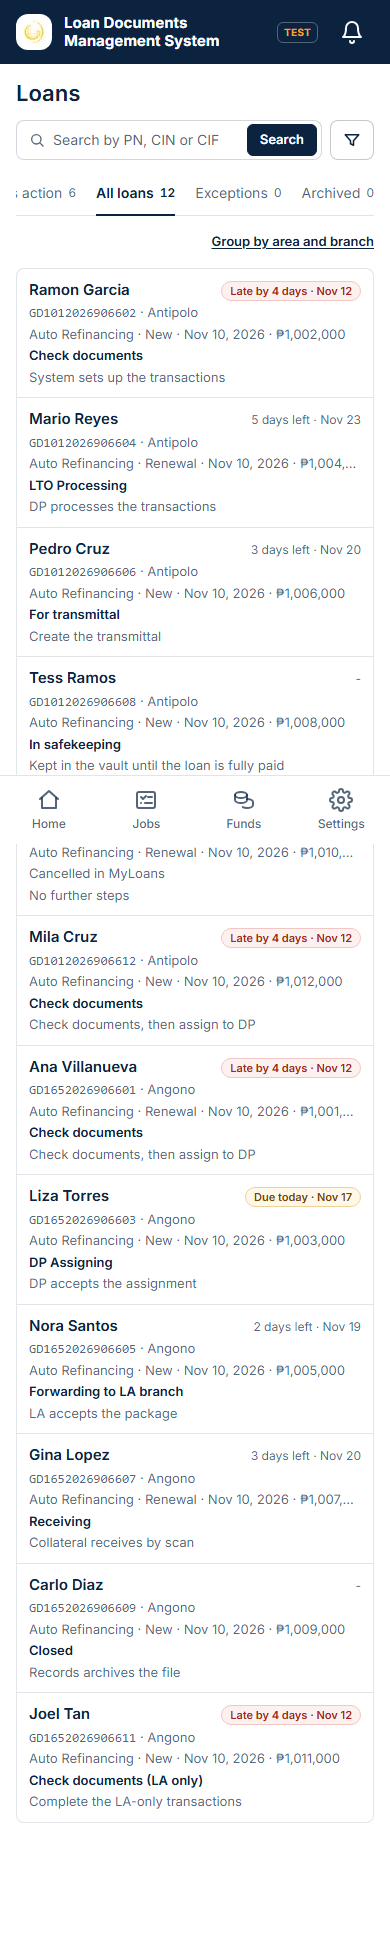 Loan Documents
Management System
TEST
Loans
Search by PN, CIN or CIF
Search
action 6
All loans 12
Exceptions 0
Archived 0
Group by area and branch
Ramon Garcia
Late by 4 days · Nov 12
GD1012026906602 · Antipolo
Auto Refinancing · New · Nov 10, 2026 · ₱1,002,000
Check documents
System sets up the transactions
Mario Reyes
5 days left · Nov 23
GD1012026906604 · Antipolo
Auto Refinancing · Renewal · Nov 10, 2026 · ₱1,004,...
LTO Processing
DP processes the transactions
Pedro Cruz
3 days left · Nov 20
GD1012026906606 · Antipolo
Auto Refinancing · New · Nov 10, 2026 · ₱1,006,000
For transmittal
Create the transmittal
Tess Ramos
-
GD1012026906608 · Antipolo
Auto Refinancing · New · Nov 10, 2026 · ₱1,008,000
In safekeeping
Kept in the vault until the loan is fully paid
Home
Jobs
Funds
Settings
Auto Refinancing · Renewal · Nov 10, 2026 · ₱1,010,...
Cancelled in MyLoans
No further steps
Mila Cruz
Late by 4 days · Nov 12
GD1012026906612 · Antipolo
Auto Refinancing · New · Nov 10, 2026 · ₱1,012,000
Check documents
Check documents, then assign to DP
Ana Villanueva
Late by 4 days · Nov 12
GD1652026906601 · Angono
Auto Refinancing · Renewal · Nov 10, 2026 · ₱1,001,...
Check documents
Check documents, then assign to DP
Liza Torres
Due today · Nov 17
GD1652026906603 · Angono
Auto Refinancing · New · Nov 10, 2026 · ₱1,003,000
DP Assigning
DP accepts the assignment
Nora Santos
2 days left · Nov 19
GD1652026906605 · Angono
Auto Refinancing · New · Nov 10, 2026 · ₱1,005,000
Forwarding to LA branch
LA accepts the package
Gina Lopez
3 days left · Nov 20
GD1652026906607 · Angono
Auto Refinancing · Renewal · Nov 10, 2026 · ₱1,007,...
Receiving
Collateral receives by scan
Carlo Diaz
-
GD1652026906609 · Angono
Auto Refinancing · New · Nov 10, 2026 · ₱1,009,000
Closed
Records archives the file
Joel Tan
Late by 4 days · Nov 12
GD1652026906611 · Angono
Auto Refinancing · New · Nov 10, 2026 · ₱1,011,000
Check documents (LA only)
Complete the LA-only transactions